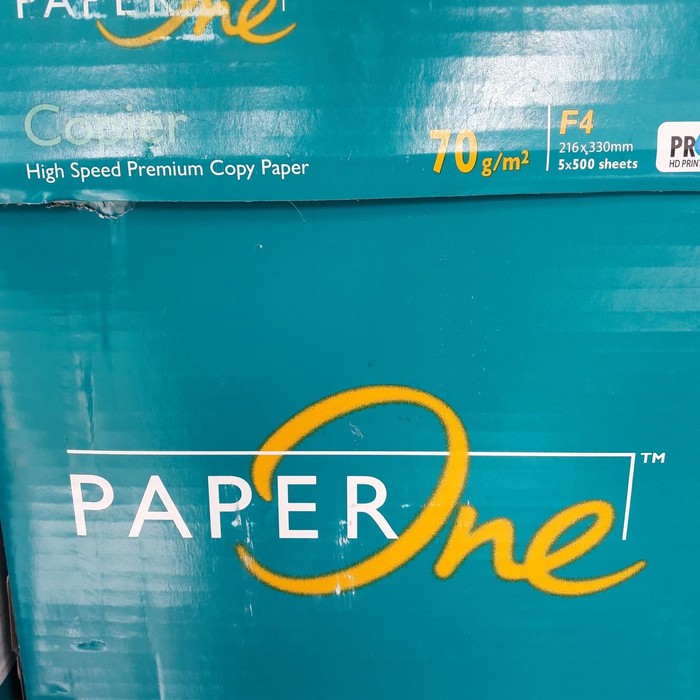 PAPER One
Copier
High Speed Premium Copy Paper
70 g/m²
F4
216 x 330mm
5x500 sheets
HD PRIN
PAPER One ™